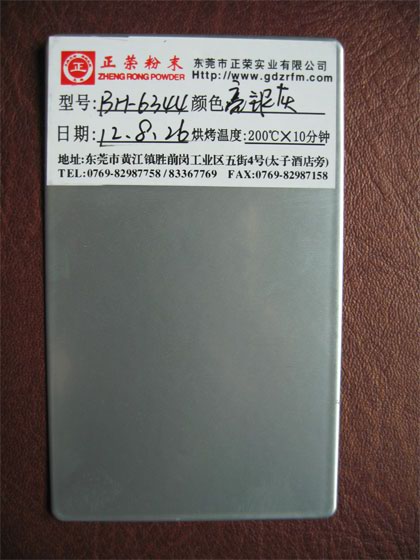 正荣粉末 东莞市正荣实业有限公司
ZHENG RONG POWDER Http://www.gdzrfm.com
型号:BH-6344 颜色高银灰
日期:12.8.26 烘烤温度:200℃×10分钟
地址:东莞市黄江镇胜前岗工业区五街4号(太子酒店旁)
TEL:0769-82987758/83367769 FAX:0769-82987158